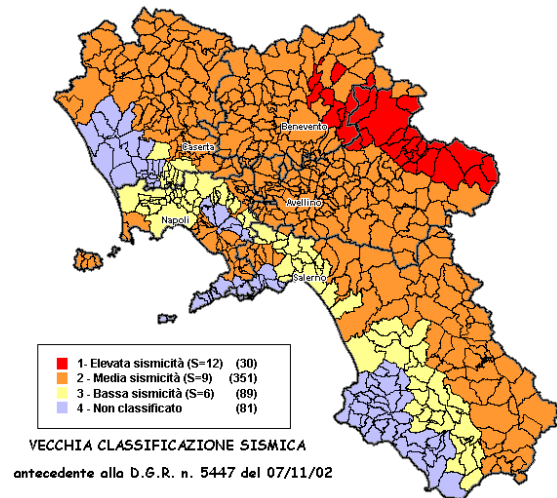 Benevento
Caserta
Avellino
Napoli
Salerno
1- Elevata sismicità (S=12) (30)
2 - Media sismicità (S=9) (351)
3 - Bassa sismicità (S=6) (89)
4 - Non classificato (81)
VECCHIA CLASSIFICAZIONE SISMICA
antecedente alla D.G.R. n. 5447 del 07/11/02